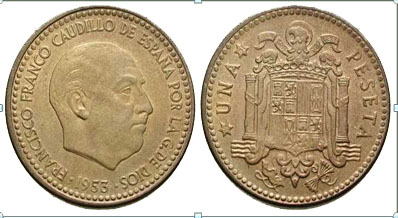 FRANCISCO FRANCO CAUDILLO DE ESPAÑA POR LA G. DE DIOS
· 1953 ·
UNA PESETA